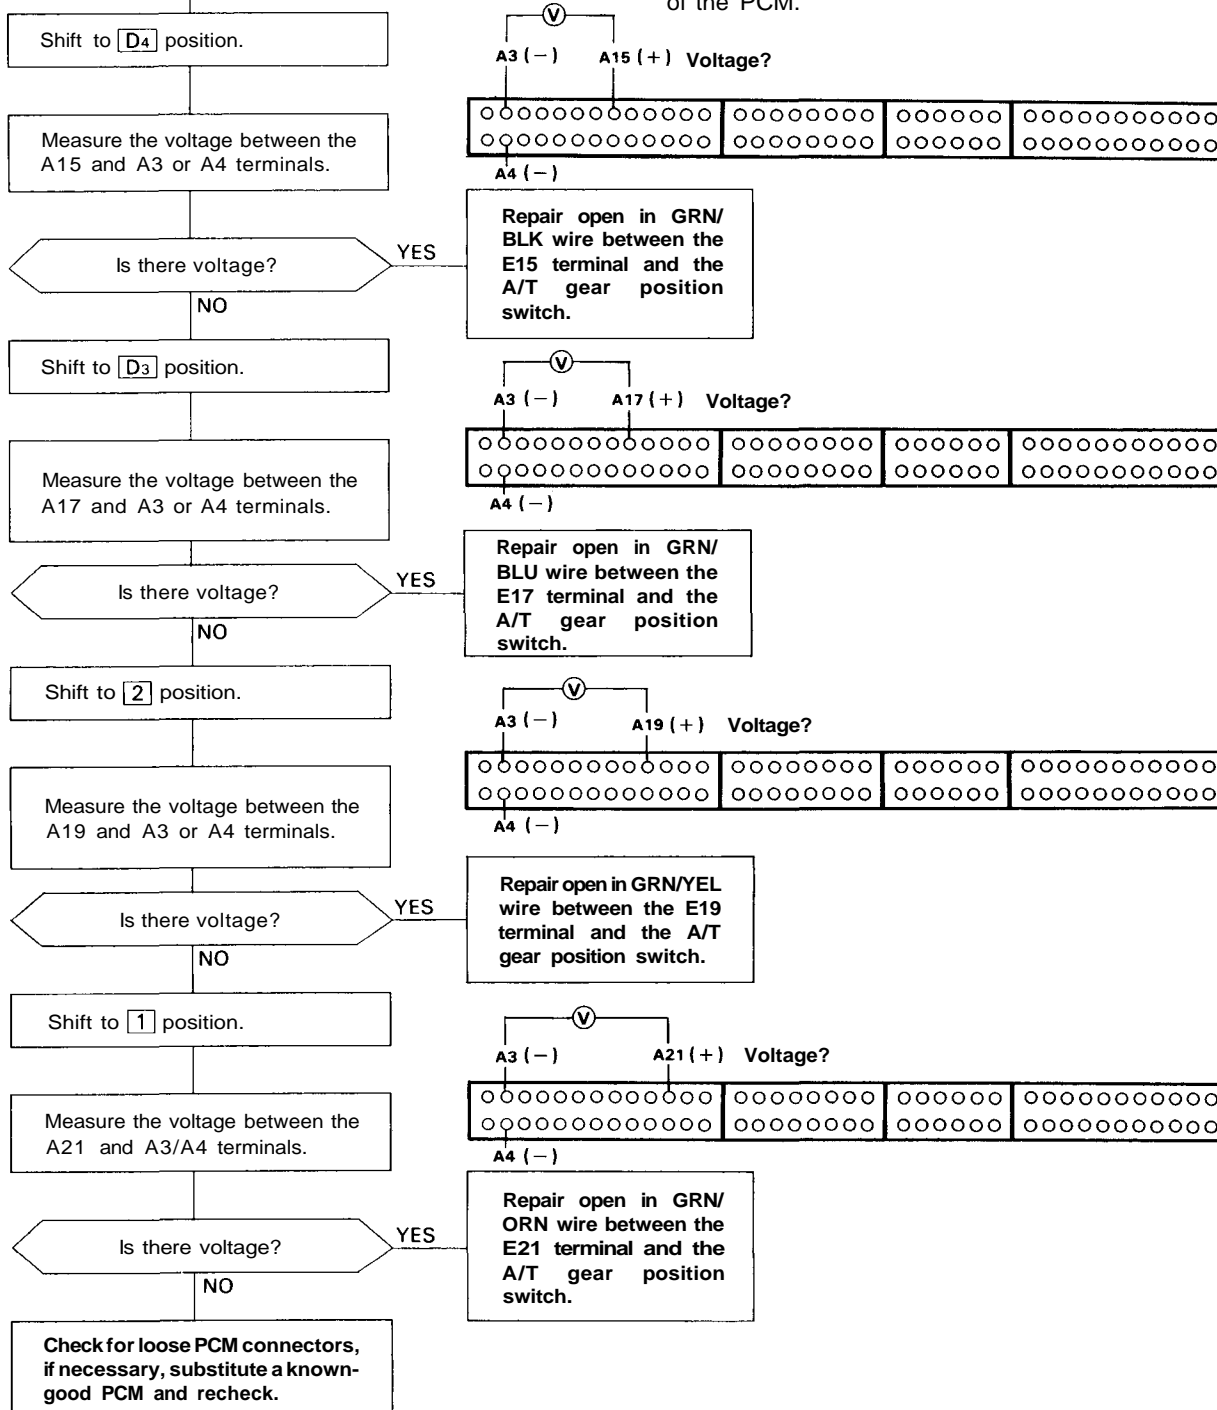 of the PCM.
Shift to D4 position.
V
A3 (−) A15 (+) Voltage?
Measure the voltage between the
A15 and A3 or A4 terminals.
A4 (−)
Is there voltage?
YES
Repair open in GRN/
BLK wire between the
E15 terminal and the
A/T gear position
switch.
NO
Shift to D3 position.
V
A3 (−) A17 (+) Voltage?
Measure the voltage between the
A17 and A3 or A4 terminals.
A4 (−)
Is there voltage?
YES
Repair open in GRN/
BLU wire between the
E17 terminal and the
A/T gear position
switch.
NO
Shift to 2 position.
V
A3 (−) A19 (+) Voltage?
Measure the voltage between the
A19 and A3 or A4 terminals.
A4 (−)
Is there voltage?
YES
Repair open in GRN/YEL
wire between the E19
terminal and the A/T
gear position switch.
NO
Shift to 1 position.
V
A3 (−) A21 (+) Voltage?
Measure the voltage between the
A21 and A3/A4 terminals.
A4 (−)
Is there voltage?
YES
Repair open in GRN/
ORN wire between the
E21 terminal and the
A/T gear position
switch.
NO
Check for loose PCM connectors,
if necessary, substitute a known-
good PCM and recheck.